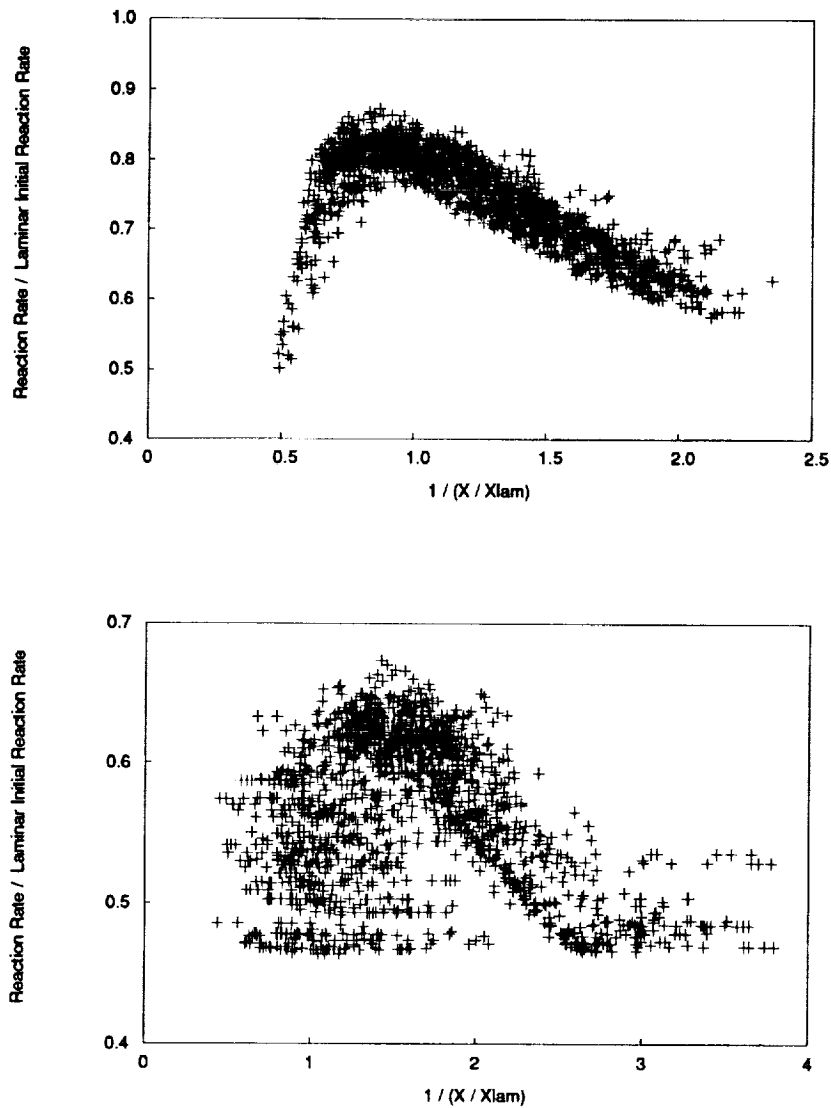 Reaction Rate / Laminar Initial Reaction Rate
1.0
0.9
0.8
0.7
0.6
0.5
0.4
0 0.5 1.0 1.5 2.0 2.5
1 / (X / Xlam)
Reaction Rate / Laminar Initial Reaction Rate
0.7
0.6
0.5
0.4
0 1 2 3 4
1 / (X / Xlam)